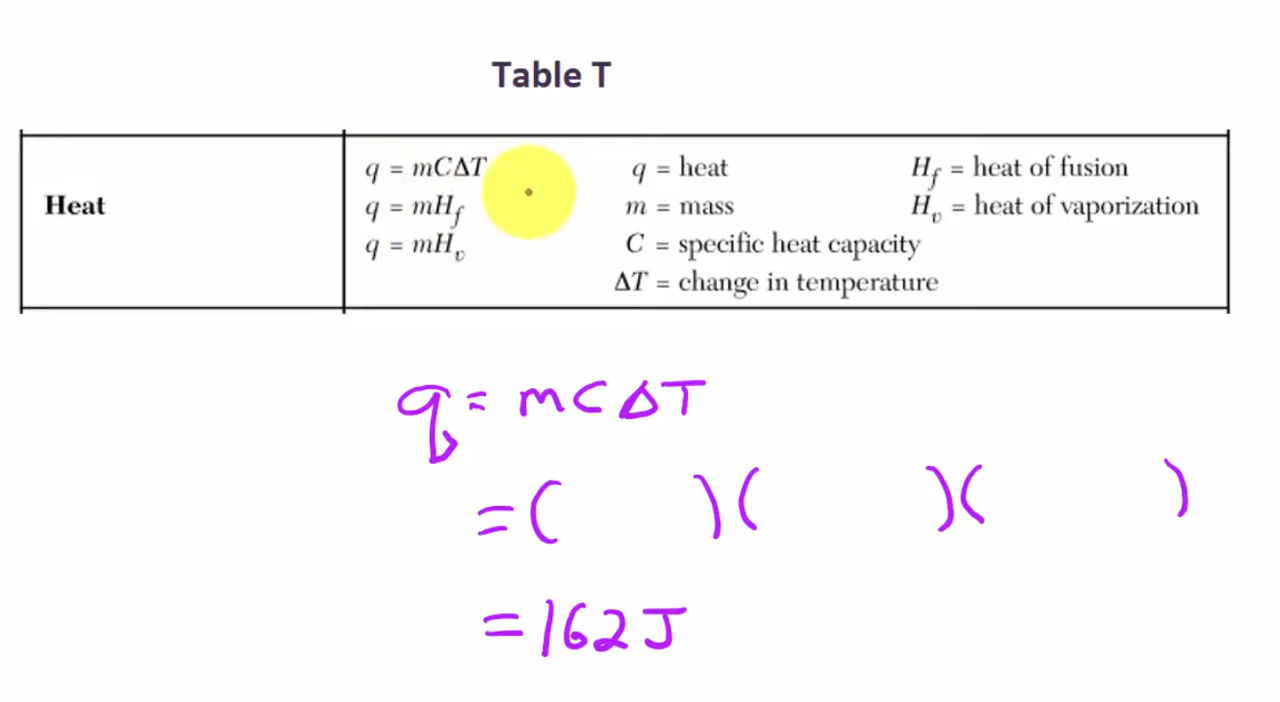 Table T
Heat
q = mCΔT
q = mH_f
q = mH_v
q = heat
m = mass
C = specific heat capacity
ΔT = change in temperature
H_f = heat of fusion
H_v = heat of vaporization
q = mCΔT
= ( )( )( )
= 162J